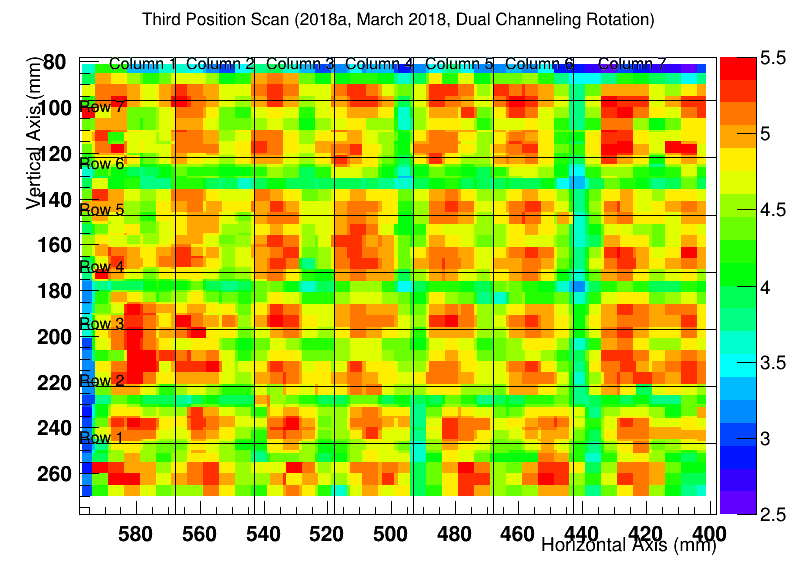 Third Position Scan (2018a, March 2018, Dual Channeling Rotation)
Column 1 Column 2 Column 3 Column 4 Column 5 Column 6 Column 7
Row 7
Row 6
Row 5
Row 4
Row 3
Row 2
Row 1
Vertical Axis (mm)
80
100
120
140
160
180
200
220
240
260
580 560 540 520 500 480 460 440 420 400
Horizontal Axis (mm)
5.5
5
4.5
4
3.5
3
2.5